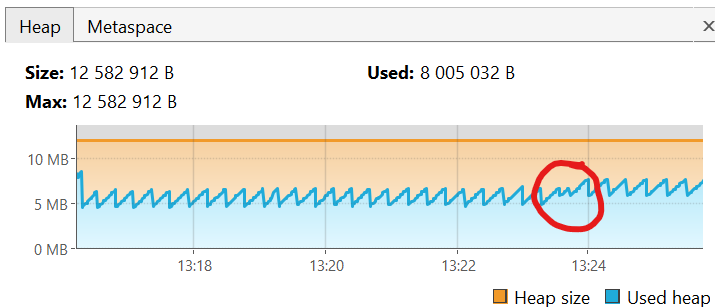 Heap Metaspace ×
Size: 12 582 912 B Used: 8 005 032 B
Max: 12 582 912 B
10 MB
5 MB
0 MB
13:18 13:20 13:22 13:24
Heap size Used heap